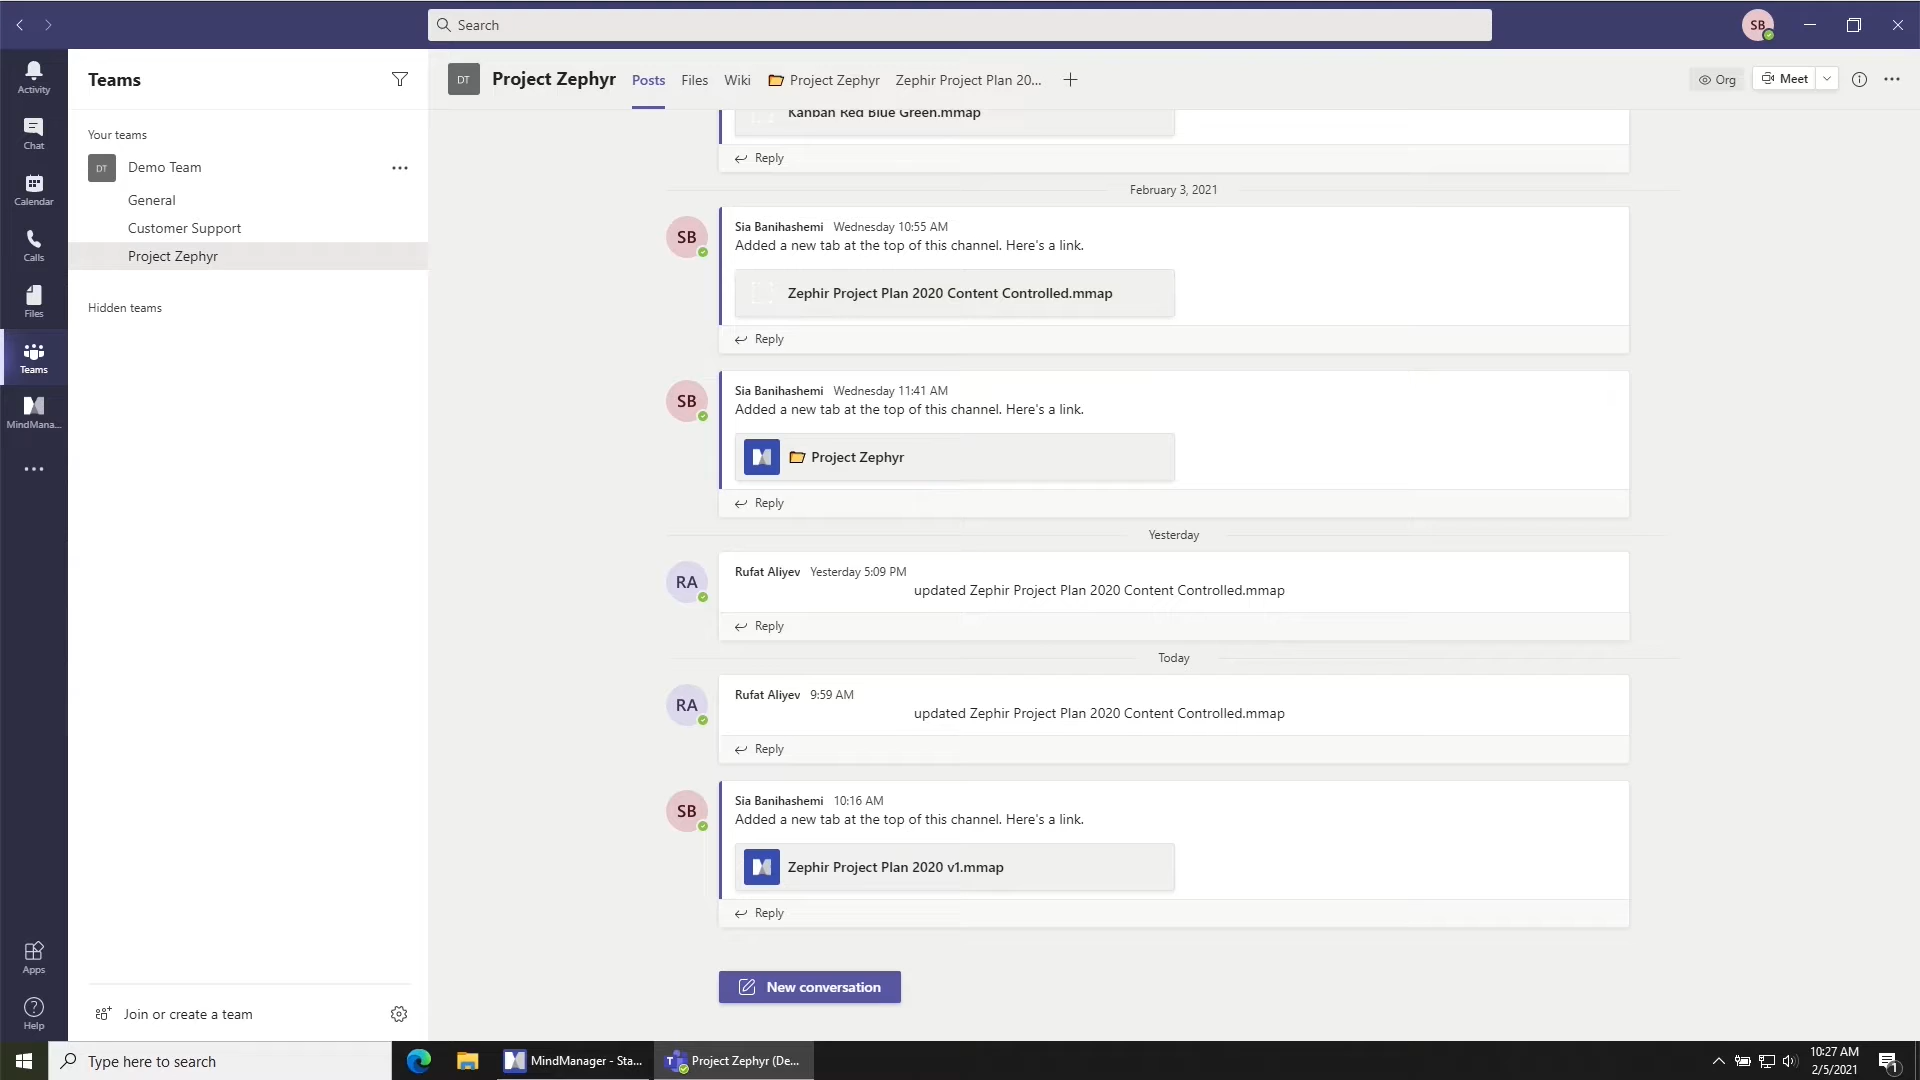 Search
SB
Activity
Chat
Calendar
Calls
Files
Teams
MindMana...
Apps
Help
Teams
Your teams
DT
Demo Team
General
Customer Support
Project Zephyr
Hidden teams
Join or create a team
DT
Project Zephyr
Posts
Files
Wiki
Project Zephyr
Zephir Project Plan 20...
Org
Meet
Kanban Red Blue Green.mmap
Reply
February 3, 2021
SB
Sia Banihashemi Wednesday 10:55 AM
Added a new tab at the top of this channel. Here's a link.
Zephir Project Plan 2020 Content Controlled.mmap
Reply
SB
Sia Banihashemi Wednesday 11:41 AM
Added a new tab at the top of this channel. Here's a link.
Project Zephyr
Reply
Yesterday
RA
Rufat Aliyev Yesterday 5:09 PM
updated Zephir Project Plan 2020 Content Controlled.mmap
Reply
Today
RA
Rufat Aliyev 9:59 AM
updated Zephir Project Plan 2020 Content Controlled.mmap
Reply
SB
Sia Banihashemi 10:16 AM
Added a new tab at the top of this channel. Here's a link.
Zephir Project Plan 2020 v1.mmap
Reply
New conversation
Type here to search
MindManager - Sta...
Project Zephyr (De...
10:27 AM
2/5/2021
1